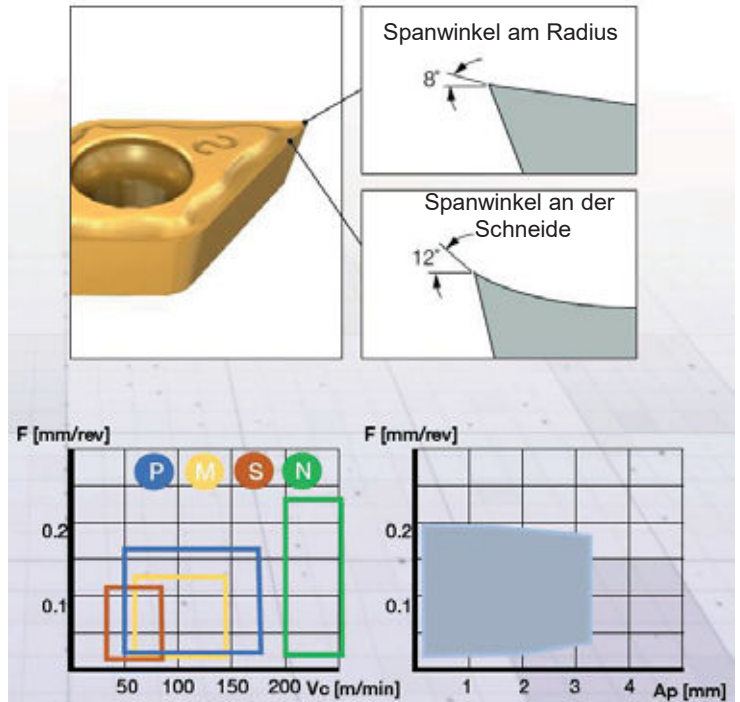 Spanwinkel am Radius
8°
Spanwinkel an der
Schneide
12°
2
F [mm/rev]
P M S N
0.2
0.1
50 100 150 200 Vc [m/min]
F [mm/rev]
0.2
0.1
1 2 3 4 Ap [mm]